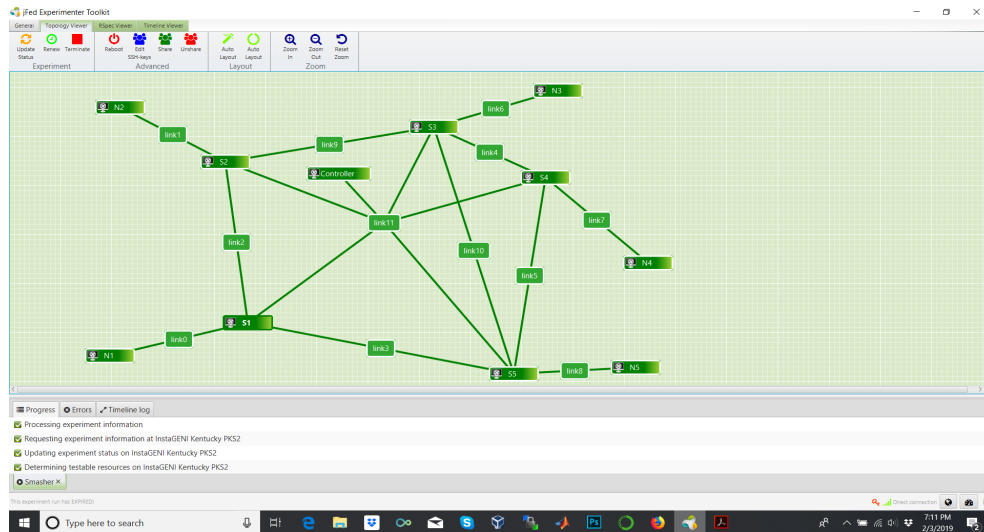 jFed Experimenter Toolkit
General Topology Viewer RSpec Viewer Timeline Viewer
Update Status Renew Terminate Reboot Edit SSH-keys Share Unshare Auto Layout Auto Layout Zoom In Zoom Out Reset Zoom
Experiment Advanced Layout Zoom
N3
N2
link6
S3
link1
link9
link4
S2
Controller
S4
link11
link7
link2
link10
N4
link5
S1
link0
link3
N1
S5
link8
N5
Progress Errors Timeline log
Processing experiment information
Requesting experiment information at InstaGENI Kentucky PKS2
Updating experiment status on InstaGENI Kentucky PKS2
Determining testable resources on InstaGENI Kentucky PKS2
Smasher ×
This experiment run has EXPIRED! Direct connection
Type here to search
7:11 PM
2/3/2019
Ps
2